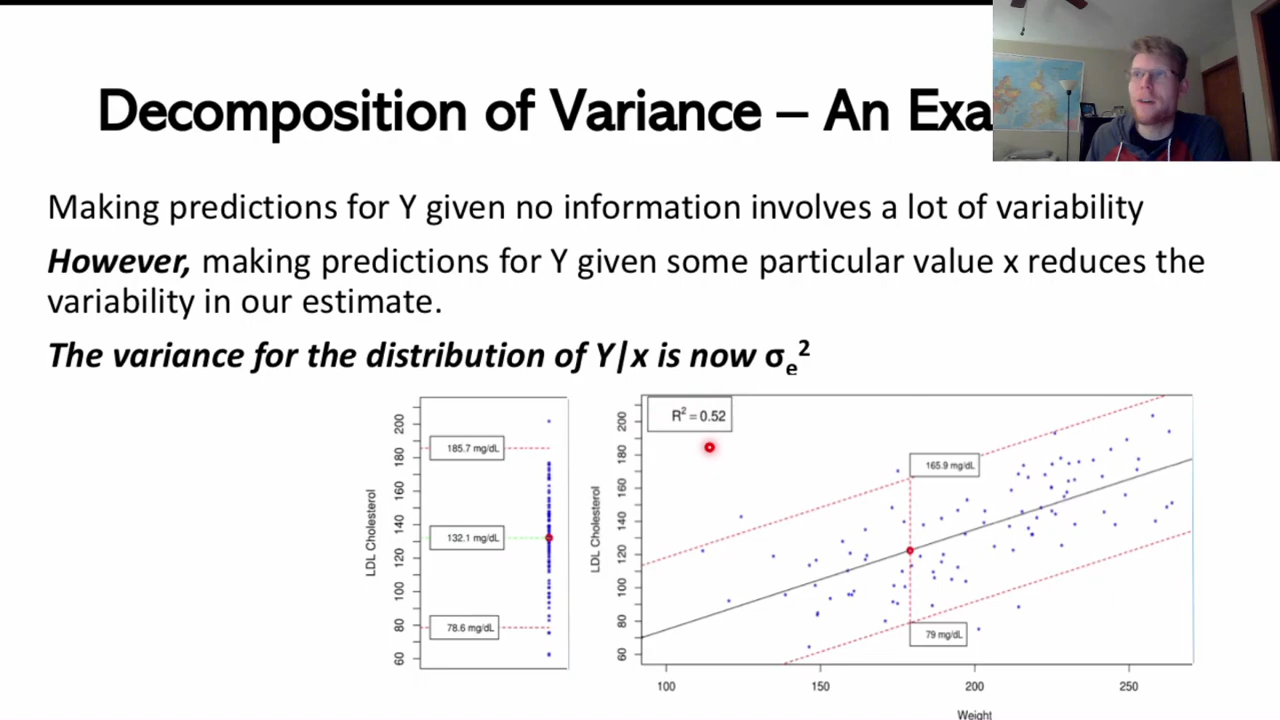 Decomposition of Variance – An Exa
Making predictions for Y given no information involves a lot of variability
However, making predictions for Y given some particular value x reduces the
variability in our estimate.
The variance for the distribution of Y|x is now σe²
LDL Cholesterol
200
180
160
140
120
100
80
60
185.7 mg/dL
132.1 mg/dL
78.6 mg/dL
LDL Cholesterol
200
180
160
140
120
100
80
60
R² = 0.52
165.9 mg/dL
79 mg/dL
100 150 200 250
Weight